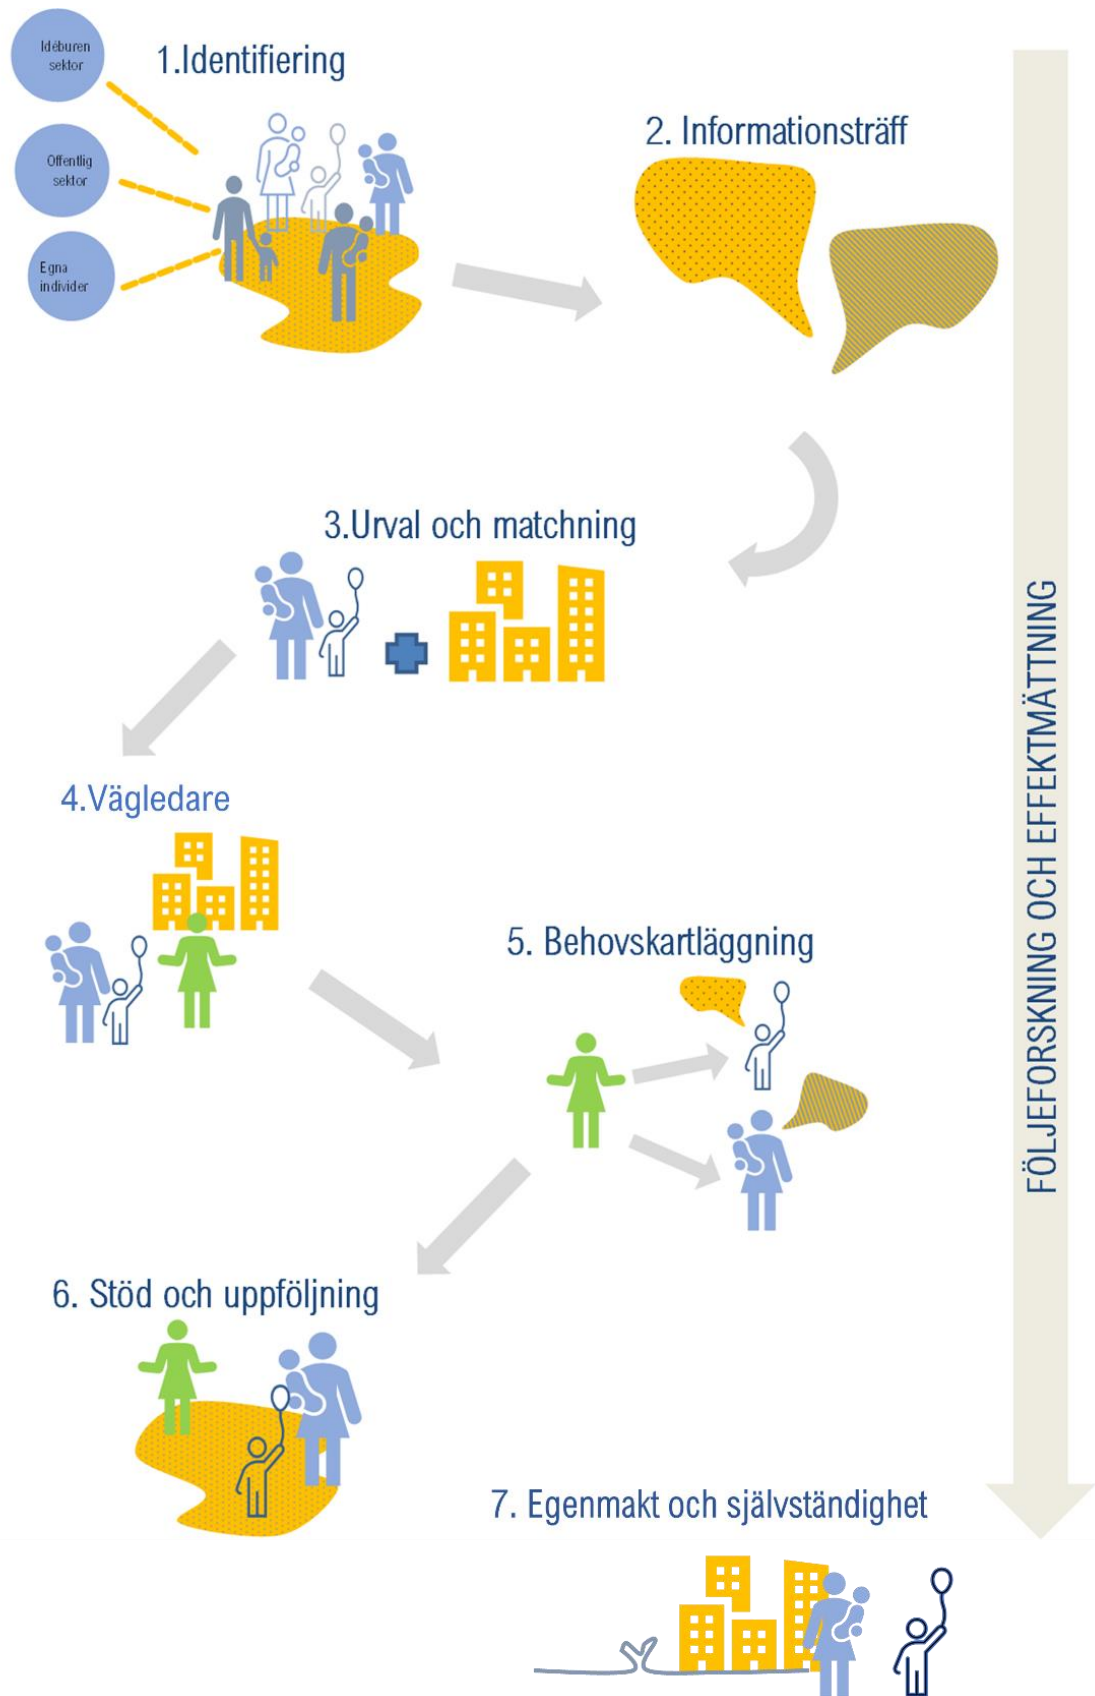 Idéburen
sektor
1.Identifiering
Offentlig
sektor
Egna
individer
2. Informationsträff
3.Urval och matchning
4.Vägledare
5. Behovskartläggning
6. Stöd och uppföljning
7. Egenmakt och självständighet
FÖLJEFORSKNING OCH EFFEKTMÄTTNING